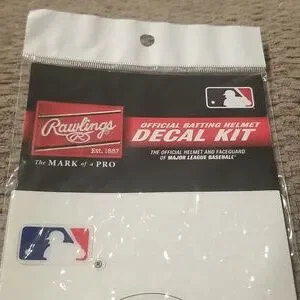 Rawlings
®
EST. 1887
The MARK of a PRO
OFFICIAL BATTING HELMET
DECAL KIT
THE OFFICIAL HELMET AND FACEGUARD
OF MAJOR LEAGUE BASEBALL
®